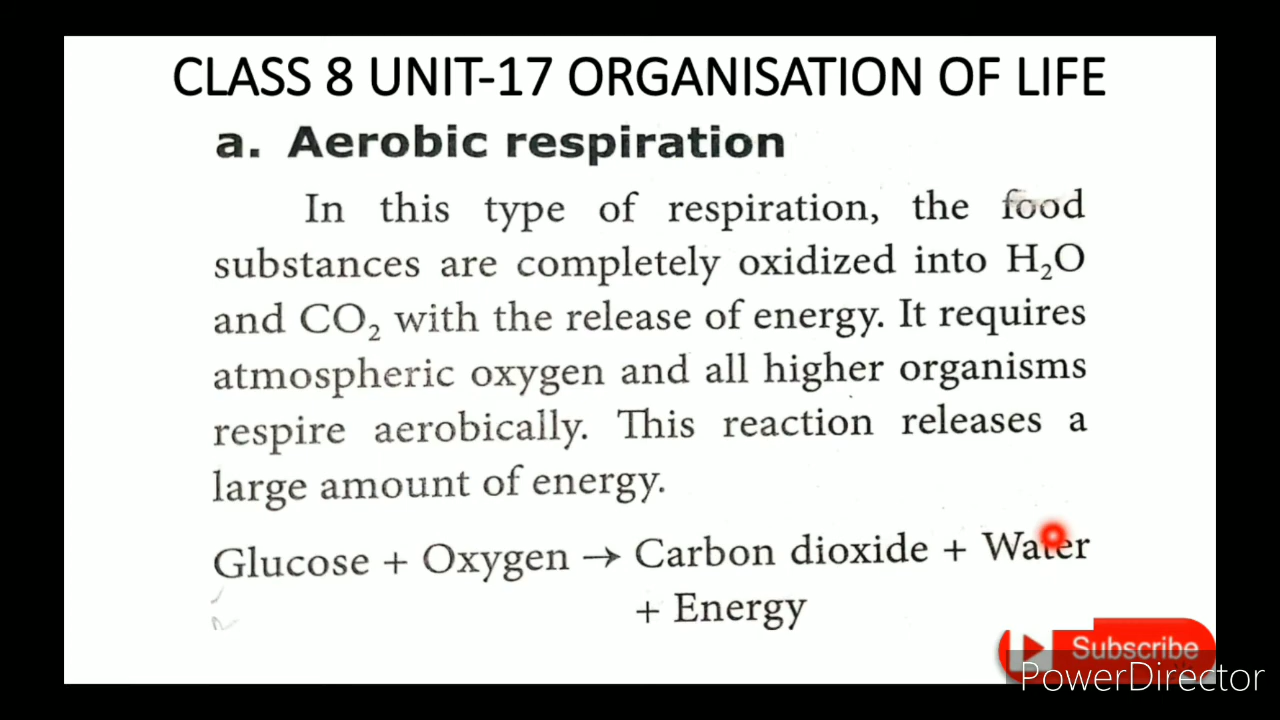 CLASS 8 UNIT-17 ORGANISATION OF LIFE
a. Aerobic respiration
In this type of respiration, the food
substances are completely oxidized into H₂O
and CO₂ with the release of energy. It requires
atmospheric oxygen and all higher organisms
respire aerobically. This reaction releases a
large amount of energy.
Glucose + Oxygen → Carbon dioxide + Water
+ Energy
Subscribe
PowerDirector